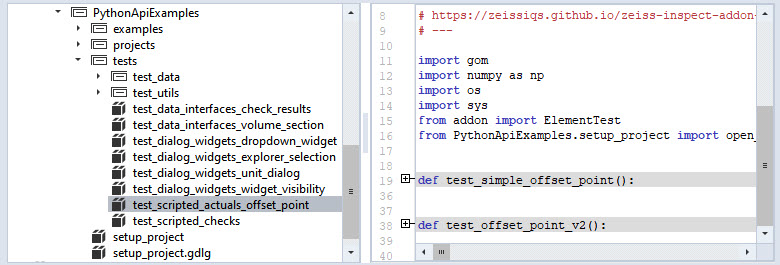 PythonApiExamples
examples
projects
tests
test_data
test_utils
test_data_interfaces_check_results
test_data_interfaces_volume_section
test_dialog_widgets_dropdown_widget
test_dialog_widgets_explorer_selection
test_dialog_widgets_unit_dialog
test_dialog_widgets_widget_visibility
test_scripted_actuals_offset_point
test_scripted_checks
setup_project
setup_project.gdlg
8 # https://zeissiqs.github.io/zeiss-inspect-addon-
9 # ---
10
11 import gom
12 import numpy as np
13 import os
14 import sys
15 from addon import ElementTest
16 from PythonApiExamples.setup_project import open_
17
18
19 def test_simple_offset_point():
36
37
38 def test_offset_point_v2():
39
40